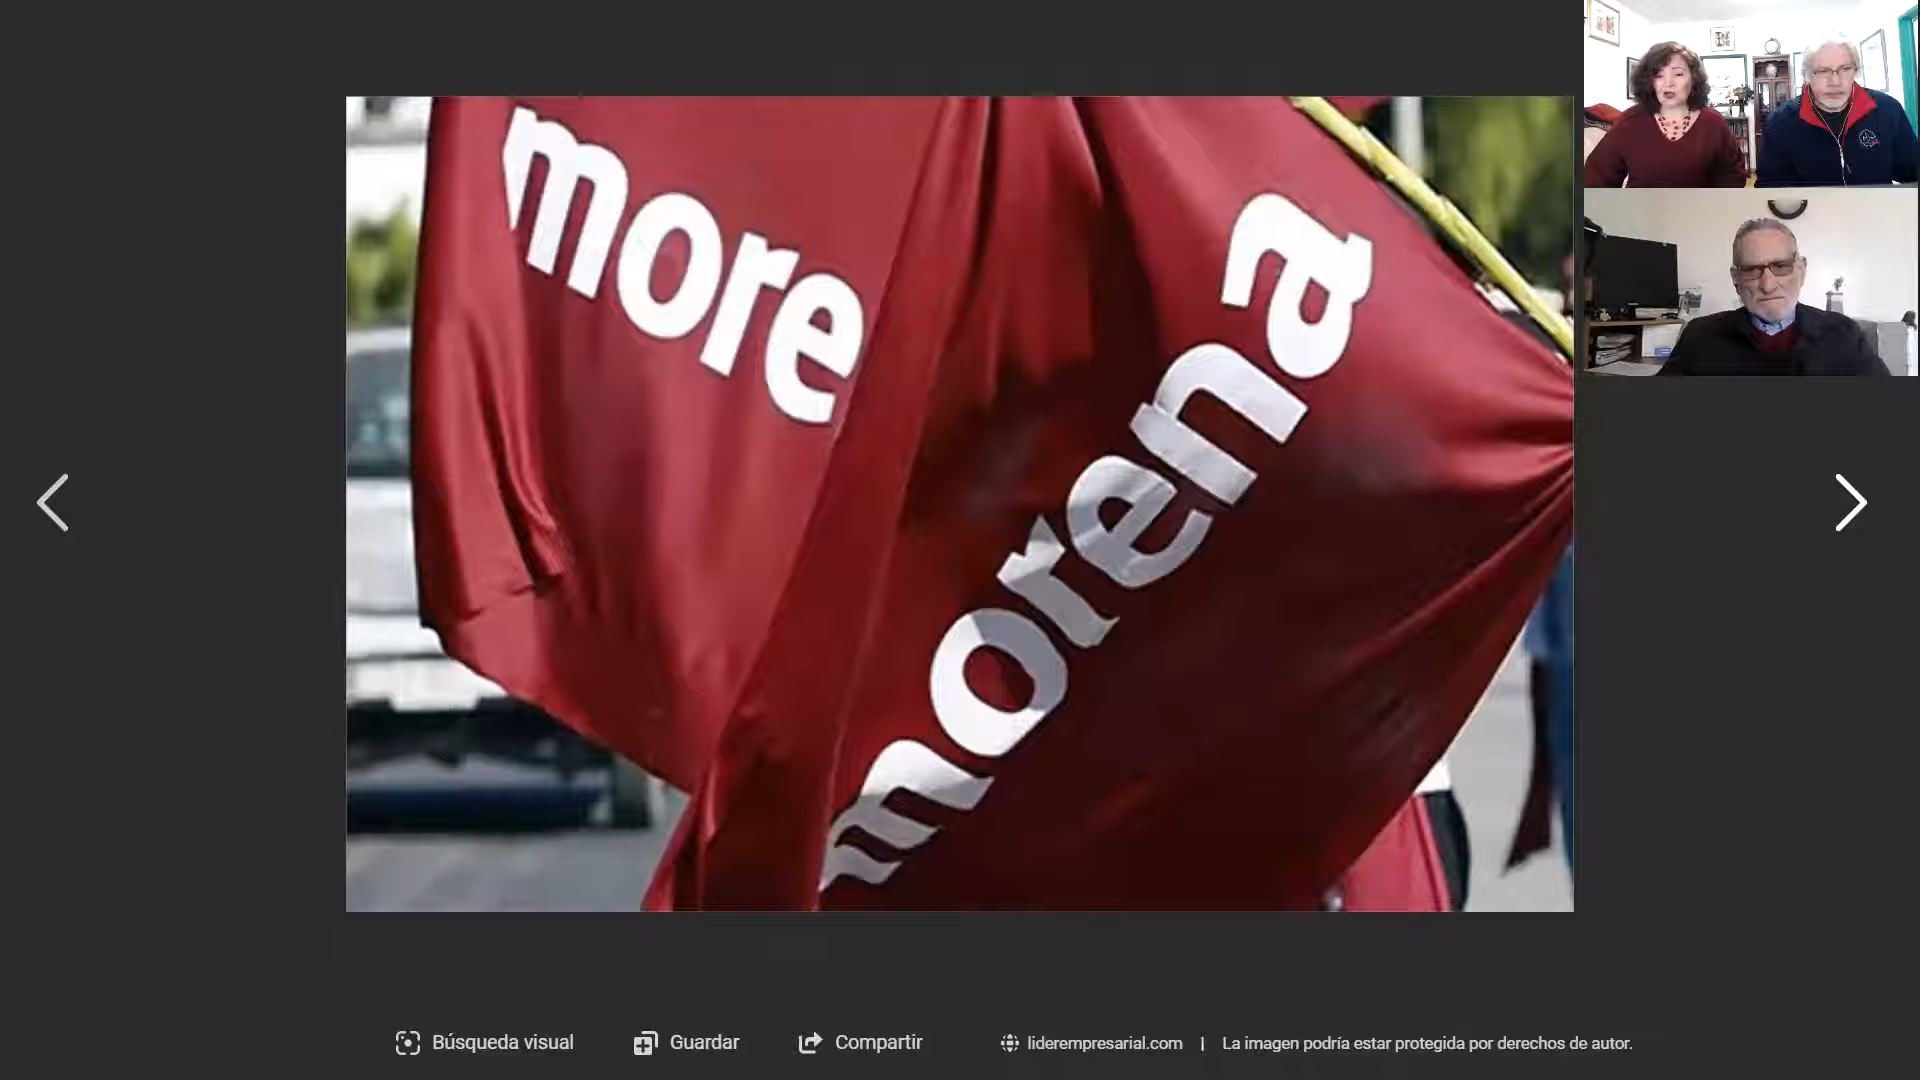 more
morena
Búsqueda visual
Guardar
Compartir
liderempresarial.com | La imagen podría estar protegida por derechos de autor.